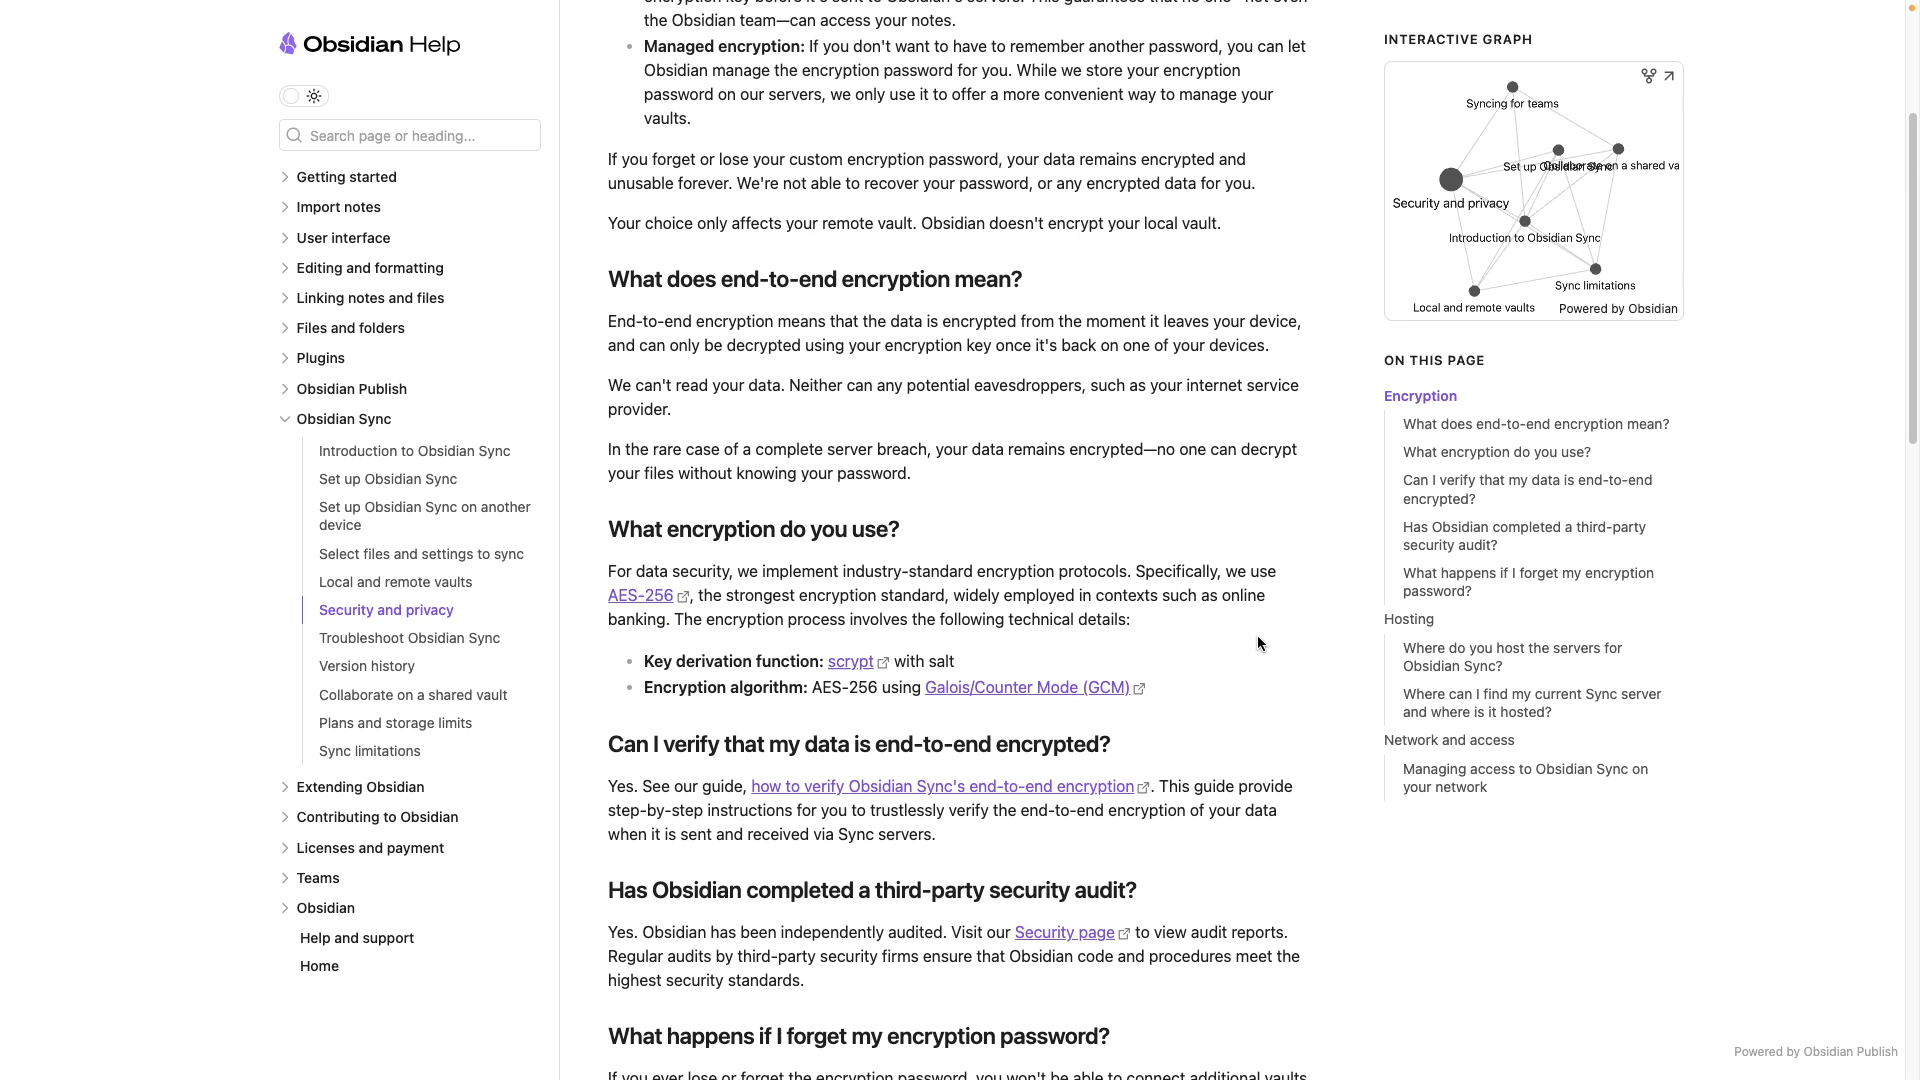 Obsidian Help
Search page or heading...
Getting started
Import notes
User interface
Editing and formatting
Linking notes and files
Files and folders
Plugins
Obsidian Publish
Obsidian Sync
Introduction to Obsidian Sync
Set up Obsidian Sync
Set up Obsidian Sync on another
device
Select files and settings to sync
Local and remote vaults
Security and privacy
Troubleshoot Obsidian Sync
Version history
Collaborate on a shared vault
Plans and storage limits
Sync limitations
Extending Obsidian
Contributing to Obsidian
Licenses and payment
Teams
Obsidian
Help and support
Home
the Obsidian team—can access your notes.
Managed encryption: If you don't want to have to remember another password, you can let
Obsidian manage the encryption password for you. While we store your encryption
password on our servers, we only use it to offer a more convenient way to manage your
vaults.
If you forget or lose your custom encryption password, your data remains encrypted and
unusable forever. We're not able to recover your password, or any encrypted data for you.
Your choice only affects your remote vault. Obsidian doesn't encrypt your local vault.
What does end-to-end encryption mean?
End-to-end encryption means that the data is encrypted from the moment it leaves your device,
and can only be decrypted using your encryption key once it's back on one of your devices.
We can't read your data. Neither can any potential eavesdroppers, such as your internet service
provider.
In the rare case of a complete server breach, your data remains encrypted—no one can decrypt
your files without knowing your password.
What encryption do you use?
For data security, we implement industry-standard encryption protocols. Specifically, we use
AES-256, the strongest encryption standard, widely employed in contexts such as online
banking. The encryption process involves the following technical details:
Key derivation function: scrypt with salt
Encryption algorithm: AES-256 using Galois/Counter Mode (GCM)
Can I verify that my data is end-to-end encrypted?
Yes. See our guide, how to verify Obsidian Sync's end-to-end encryption. This guide provide
step-by-step instructions for you to trustlessly verify the end-to-end encryption of your data
when it is sent and received via Sync servers.
Has Obsidian completed a third-party security audit?
Yes. Obsidian has been independently audited. Visit our Security page to view audit reports.
Regular audits by third-party security firms ensure that Obsidian code and procedures meet the
highest security standards.
What happens if I forget my encryption password?
If you ever lose or forget the encryption password, you won't be able to connect additional vaults
INTERACTIVE GRAPH
Syncing for teams
Set up Obsidian Sync
Collaborate on a shared va
Security and privacy
Introduction to Obsidian Sync
Sync limitations
Local and remote vaults
Powered by Obsidian
ON THIS PAGE
Encryption
What does end-to-end encryption mean?
What encryption do you use?
Can I verify that my data is end-to-end
encrypted?
Has Obsidian completed a third-party
security audit?
What happens if I forget my encryption
password?
Hosting
Where do you host the servers for
Obsidian Sync?
Where can I find my current Sync server
and where is it hosted?
Network and access
Managing access to Obsidian Sync on
your network
Powered by Obsidian Publish